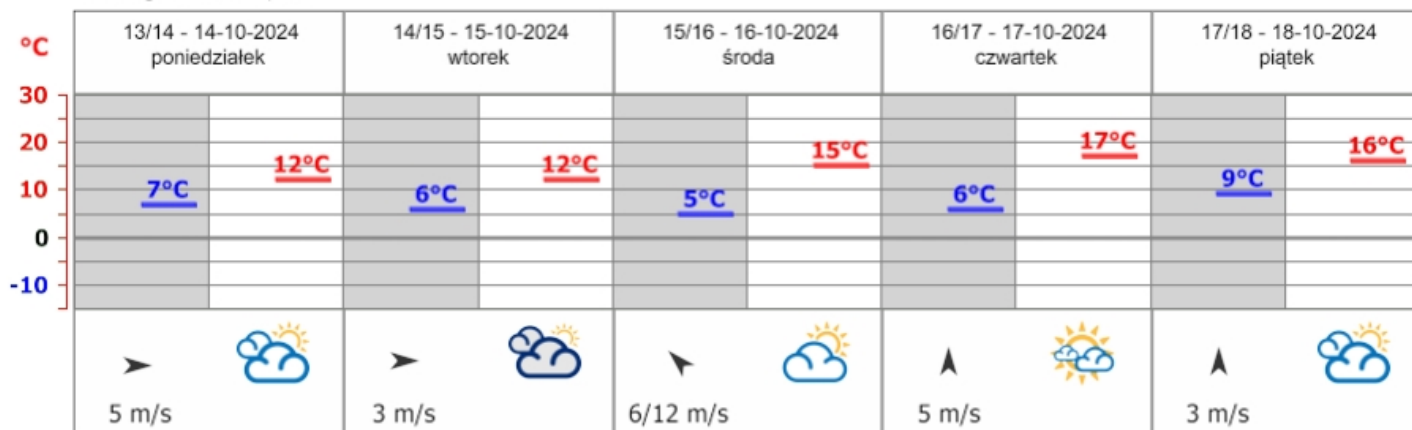 13/14 - 14-10-2024
poniedziałek
14/15 - 15-10-2024
wtorek
15/16 - 16-10-2024
środa
16/17 - 17-10-2024
czwartek
17/18 - 18-10-2024
piątek
°C
30
20
10
0
-10
7°C
12°C
6°C
12°C
5°C
15°C
6°C
17°C
9°C
16°C
5 m/s
3 m/s
6/12 m/s
5 m/s
3 m/s